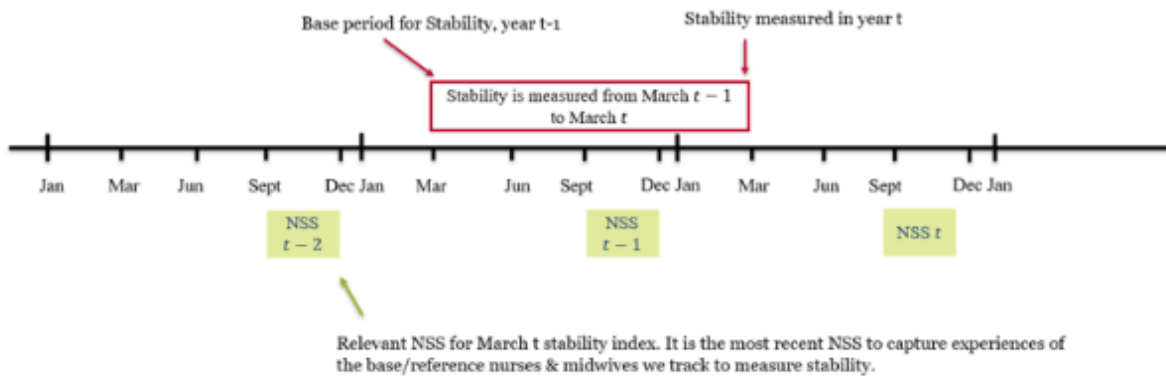 Base period for Stability, year t-1
Stability measured in year t
Stability is measured from March t − 1
to March t
Jan Mar Jun Sept Dec Jan Mar Jun Sept Dec Jan Mar Jun Sept Dec Jan
NSS
t − 2
NSS
t − 1
NSS t
Relevant NSS for March t stability index. It is the most recent NSS to capture experiences of
the base/reference nurses & midwives we track to measure stability.